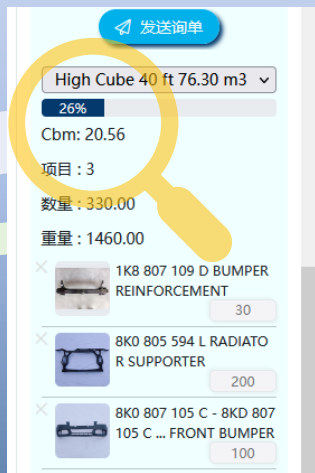 发送询单
High Cube 40 ft 76.30 m3
26%
Cbm: 20.56
项目 : 3
数量 : 330.00
重量 : 1460.00
1K8 807 109 D BUMPER
REINFORCEMENT
30
8K0 805 594 L RADIATO
R SUPPORTER
200
8K0 807 105 C - 8KD 807
105 C ... FRONT BUMPER
100